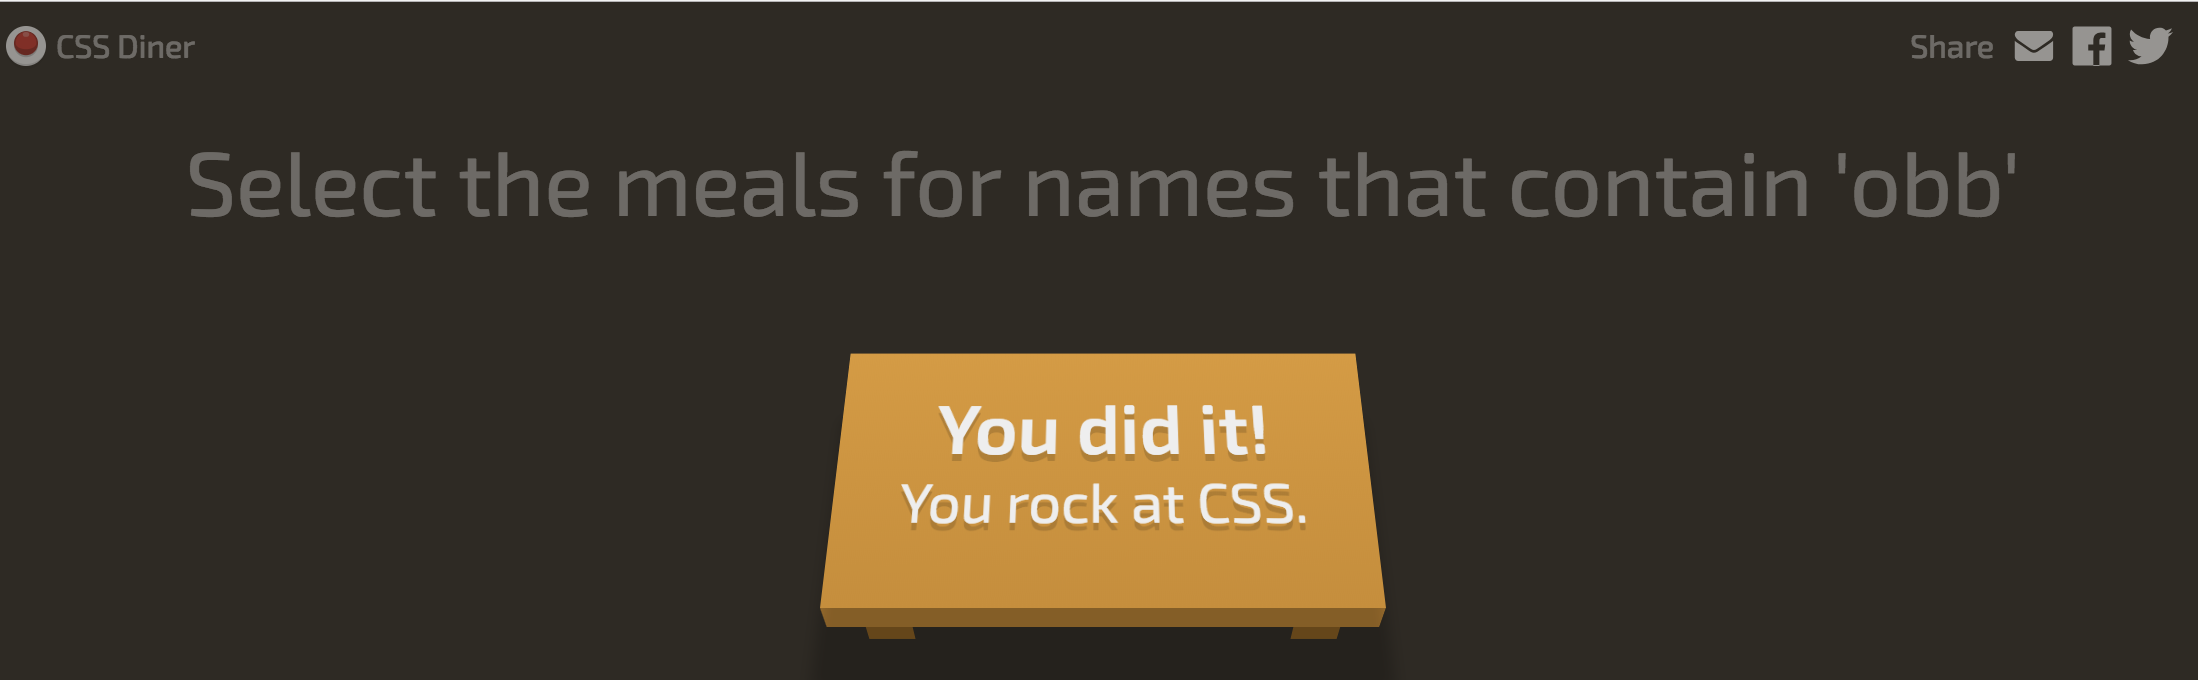 CSS Diner
Share
Select the meals for names that contain 'obb'
You did it!
You rock at CSS.